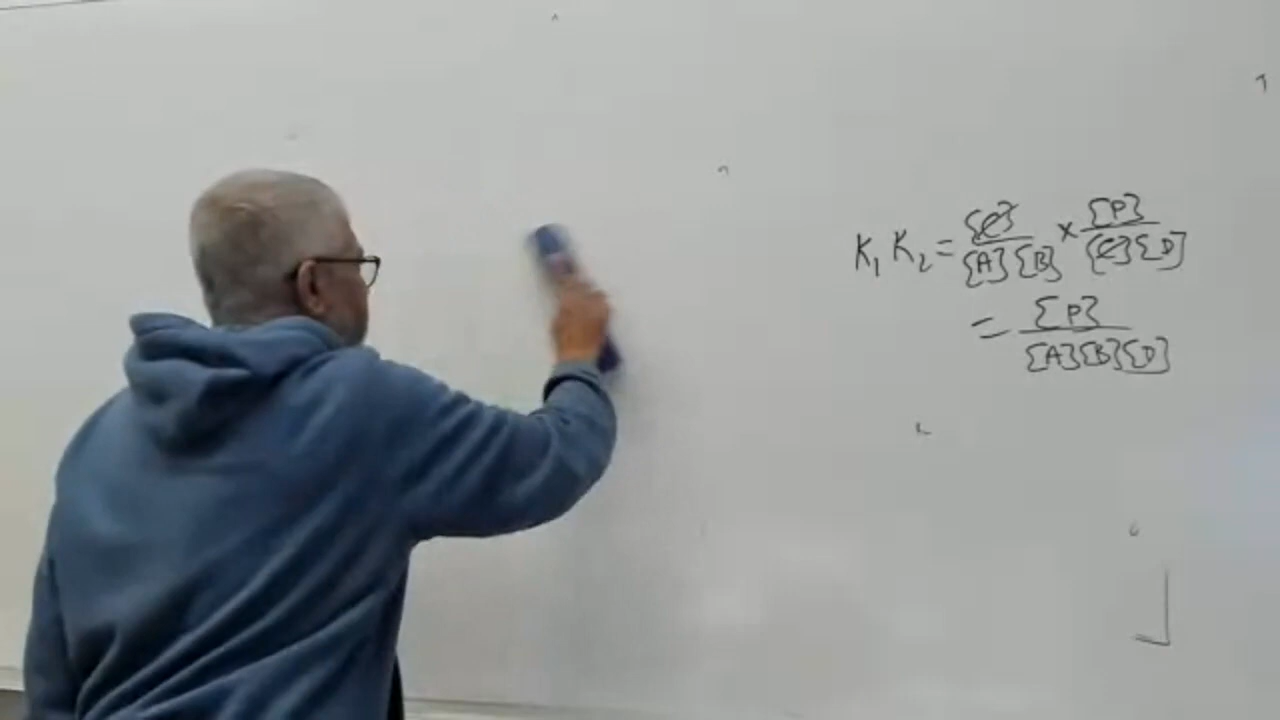 K₁ K₂ = [C]/[A][B] × [P]/[C][D]
= [P]/[A][B][D]